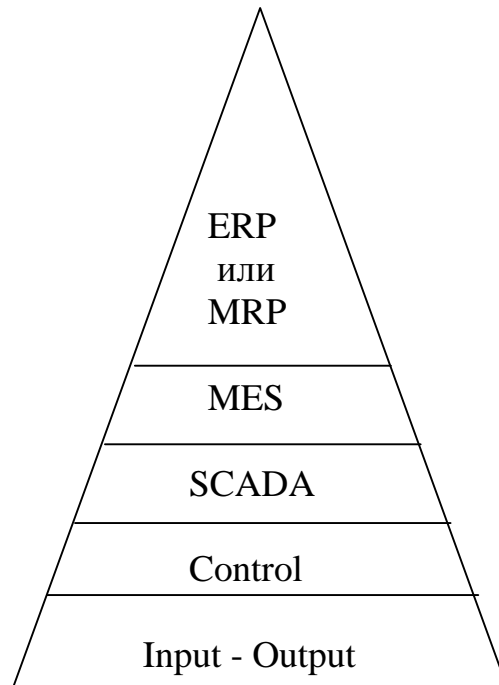 ERP
или
MRP
MES
SCADA
Control
Input - Output